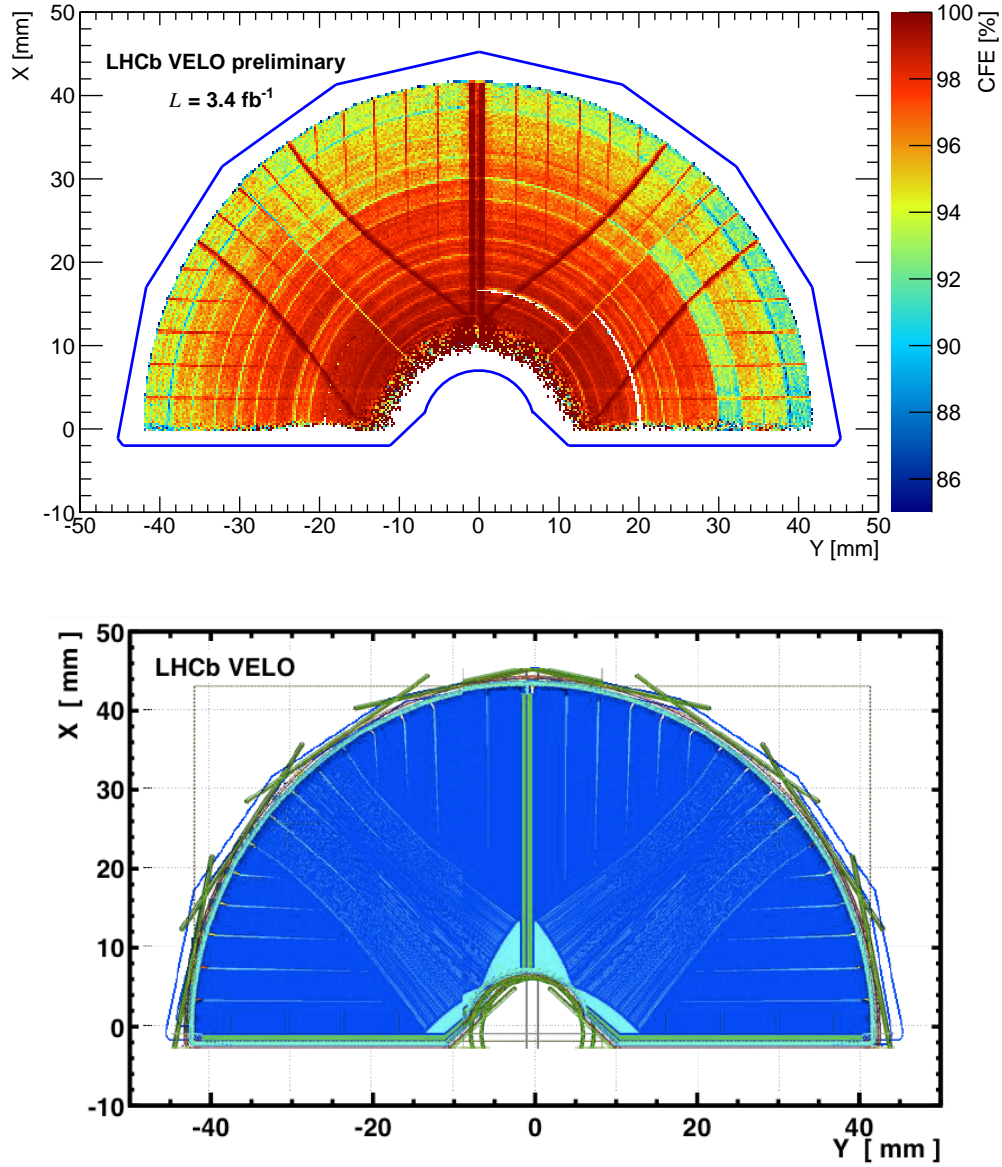 X [mm]
50
40
30
20
10
0
-10
LHCb VELO preliminary
L = 3.4 fb-1
-50 -40 -30 -20 -10 0 10 20 30 40 50
Y [mm]
CFE [%]
100
98
96
94
92
90
88
86
X [ mm ]
50
40
30
20
10
0
-10
LHCb VELO
-40 -20 0 20 40
Y [ mm ]